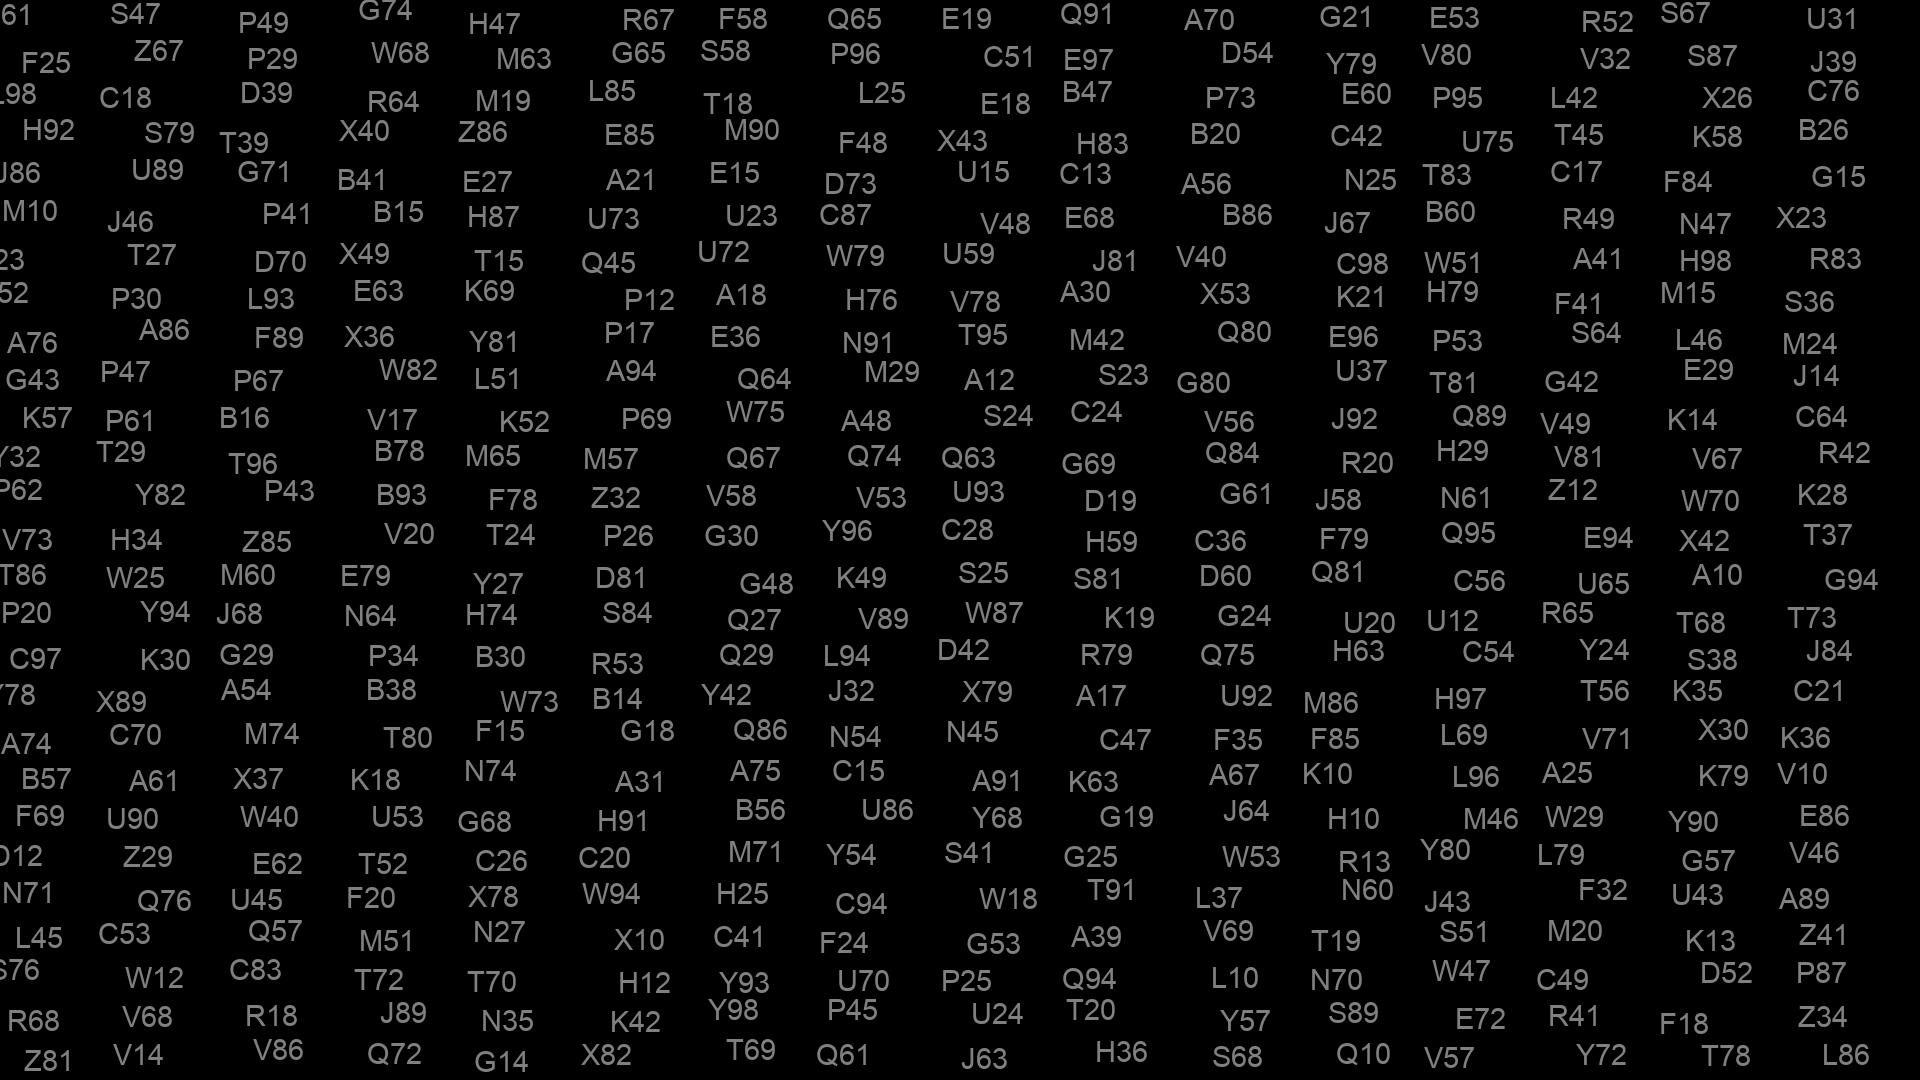 61 S47 P49 G74 H47 R67 F58 Q65 E19 Q91 A70 G21 E53 R52 S67 U31
F25 Z67 P29 W68 M63 G65 S58 P96 C51 E97 D54 Y79 V80 V32 S87 J39
L98 C18 D39 R64 M19 L85 T18 L25 E18 B47 P73 E60 P95 L42 X26 C76
H92 S79 T39 X40 Z86 E85 M90 F48 X43 H83 B20 C42 U75 T45 K58 B26
J86 U89 G71 B41 E27 A21 E15 D73 U15 C13 A56 N25 T83 C17 F84 G15
M10 J46 P41 B15 H87 U73 U23 C87 V48 E68 B86 J67 B60 R49 N47 X23
23 T27 D70 X49 T15 Q45 U72 W79 U59 J81 V40 C98 W51 A41 H98 R83
52 P30 L93 E63 K69 P12 A18 H76 V78 A30 X53 K21 H79 F41 M15 S36
A76 A86 F89 X36 Y81 P17 E36 N91 T95 M42 Q80 E96 P53 S64 L46 M24
G43 P47 P67 W82 L51 A94 Q64 M29 A12 S23 G80 U37 T81 G42 E29 J14
K57 P61 B16 V17 K52 P69 W75 A48 S24 C24 V56 J92 Q89 V49 K14 C64
Y32 T29 T96 B78 M65 M57 Q67 Q74 Q63 G69 Q84 R20 H29 V81 V67 R42
P62 Y82 P43 B93 F78 Z32 V58 V53 U93 D19 G61 J58 N61 Z12 W70 K28
V73 H34 Z85 V20 T24 P26 G30 Y96 C28 H59 C36 F79 Q95 E94 X42 T37
T86 W25 M60 E79 Y27 D81 G48 K49 S25 S81 D60 Q81 C56 U65 A10 G94
P20 Y94 J68 N64 H74 S84 Q27 V89 W87 K19 G24 U20 U12 R65 T68 T73
C97 K30 G29 P34 B30 R53 Q29 L94 D42 R79 Q75 H63 C54 Y24 S38 J84
Y78 X89 A54 B38 W73 B14 Y42 J32 X79 A17 U92 M86 H97 T56 K35 C21
A74 C70 M74 T80 F15 G18 Q86 N54 N45 C47 F35 F85 L69 V71 X30 K36
B57 A61 X37 K18 N74 A31 A75 C15 A91 K63 A67 K10 L96 A25 K79 V10
F69 U90 W40 U53 G68 H91 B56 U86 Y68 G19 J64 H10 M46 W29 Y90 E86
D12 Z29 E62 T52 C26 C20 M71 Y54 S41 G25 W53 R13 Y80 L79 G57 V46
N71 Q76 U45 F20 X78 W94 H25 C94 W18 T91 L37 N60 J43 F32 U43 A89
L45 C53 Q57 M51 N27 X10 C41 F24 G53 A39 V69 T19 S51 M20 K13 Z41
S76 W12 C83 T72 T70 H12 Y93 U70 P25 Q94 L10 N70 W47 C49 D52 P87
R68 V68 R18 J89 N35 K42 Y98 P45 U24 T20 Y57 S89 E72 R41 F18 Z34
Z81 V14 V86 Q72 G14 X82 T69 Q61 J63 H36 S68 Q10 V57 Y72 T78 L86